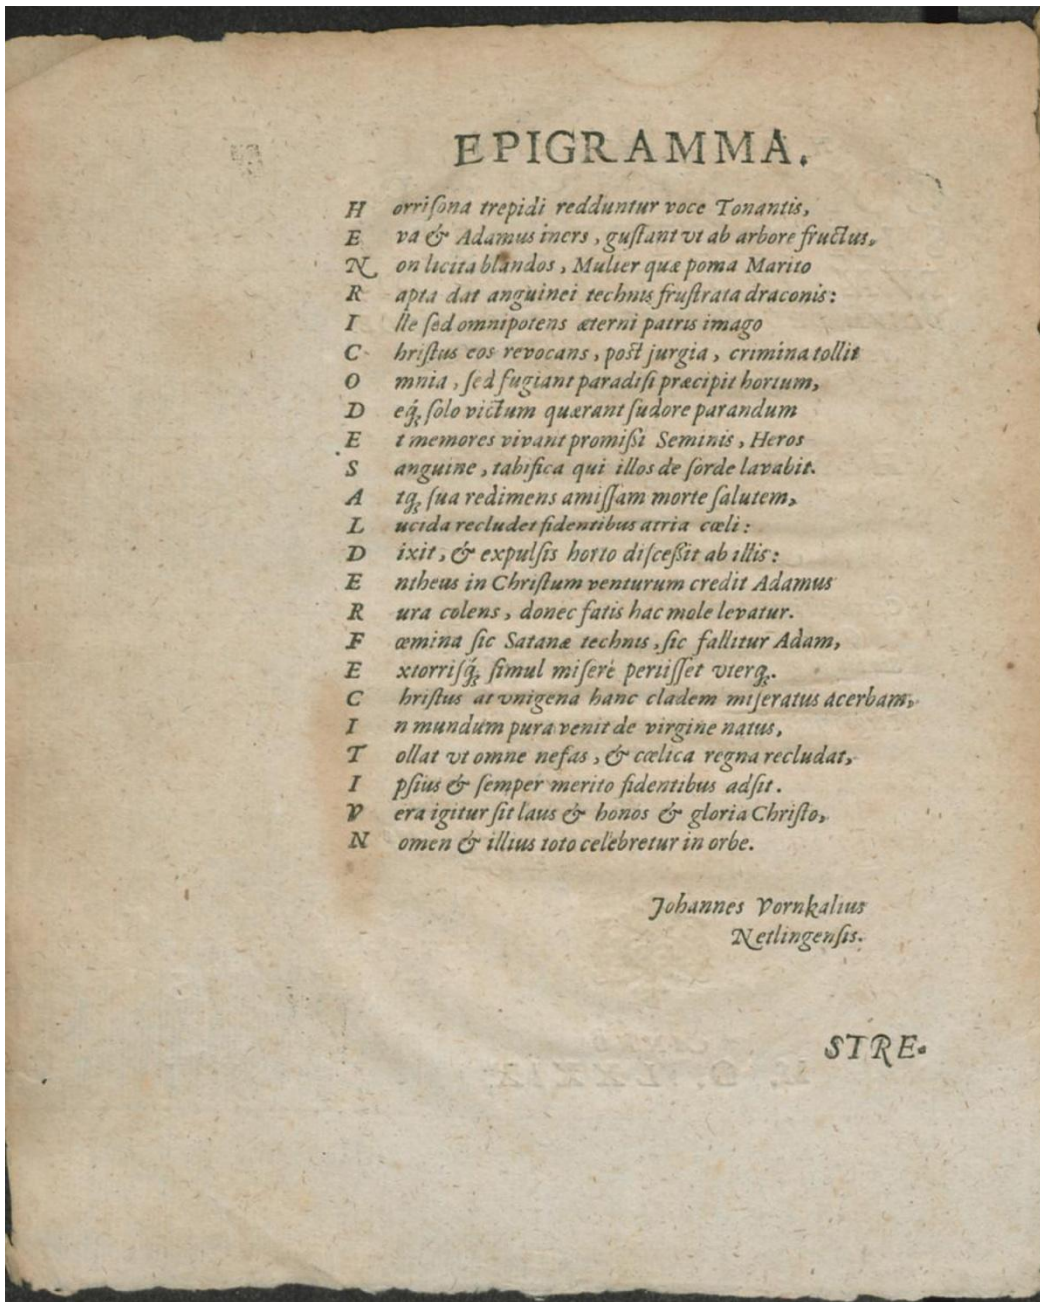 EPIGRAMMA.
H orriſona trepidi redduntur voce Tonantis,
E va & Adamus iners, guſtant vt ab arbore fructus,
N on licita blandos, Mulier quæ poma Marito
R apta dat anguinei technis fruſtrata draconis:
I lle ſed omnipotens æterni patris imago
C hriſtus eos revocans, poſt jurgia, crimina tollit
O mnia, ſed fugiant paradiſi præcipit hortum,
D eq́; ſolo victum quærant ſudore parandum
E t memores vivant promiſsi Seminis, Heros
S anguine, tabifica qui illos de ſorde lavabit.
A tq; ſua redimens amiſſam morte ſalutem,
L ucida recludet fidentibus atria cœli:
D ixit, & expulſis horto diſceſsit ab illis:
E ntheus in Chriſtum venturum credit Adamus
R ura colens, donec fatis hac mole levatur.
F œmina ſic Satanæ technis, ſic fallitur Adam,
E xtorriſq́; ſimul miſerè periiſſet vterq;.
C hriſtus at vnigena hanc cladem miſeratus acerbam,
I n mundum pura venit de virgine natus,
T ollat vt omne nefas, & cœlica regna recludat,
I pſius & ſemper merito fidentibus adſit.
V era igitur ſit laus & honos & gloria Chriſto,
N omen & illius toto celebretur in orbe.
Johannes Vornkalius
Netlingenſis.
STRE-